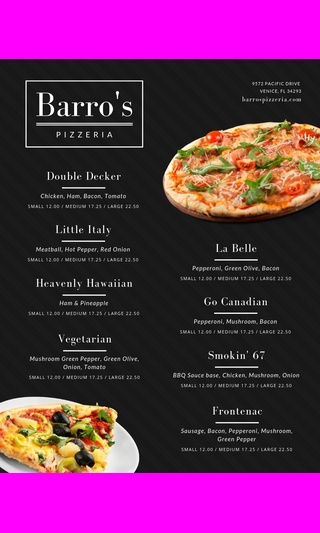 Barro's
PIZZERIA
9572 PACIFIC DRIVE
VENICE, FL 34293
barrospizzeria.com
Double Decker
Chicken, Ham, Bacon, Tomato
SMALL 12.00 / MEDIUM 17.25 / LARGE 22.50
Little Italy
Meatball, Hot Pepper, Red Onion
SMALL 12.00 / MEDIUM 17.25 / LARGE 22.50
Heavenly Hawaiian
Ham & Pineapple
SMALL 12.00 / MEDIUM 17.25 / LARGE 22.50
Vegetarian
Mushroom Green Pepper, Green Olive,
Onion, Tomato
SMALL 12.00 / MEDIUM 17.25 / LARGE 22.50
La Belle
Pepperoni, Green Olive, Bacon
SMALL 12.00 / MEDIUM 17.25 / LARGE 22.50
Go Canadian
Pepperoni, Mushroom, Bacon
SMALL 12.00 / MEDIUM 17.25 / LARGE 22.50
Smokin' 67
BBQ Sauce base, Chicken, Mushroom, Onion
SMALL 12.00 / MEDIUM 17.25 / LARGE 22.50
Frontenac
Sausage, Bacon, Pepperoni, Mushroom,
Green Pepper
SMALL 12.00 / MEDIUM 17.25 / LARGE 22.50